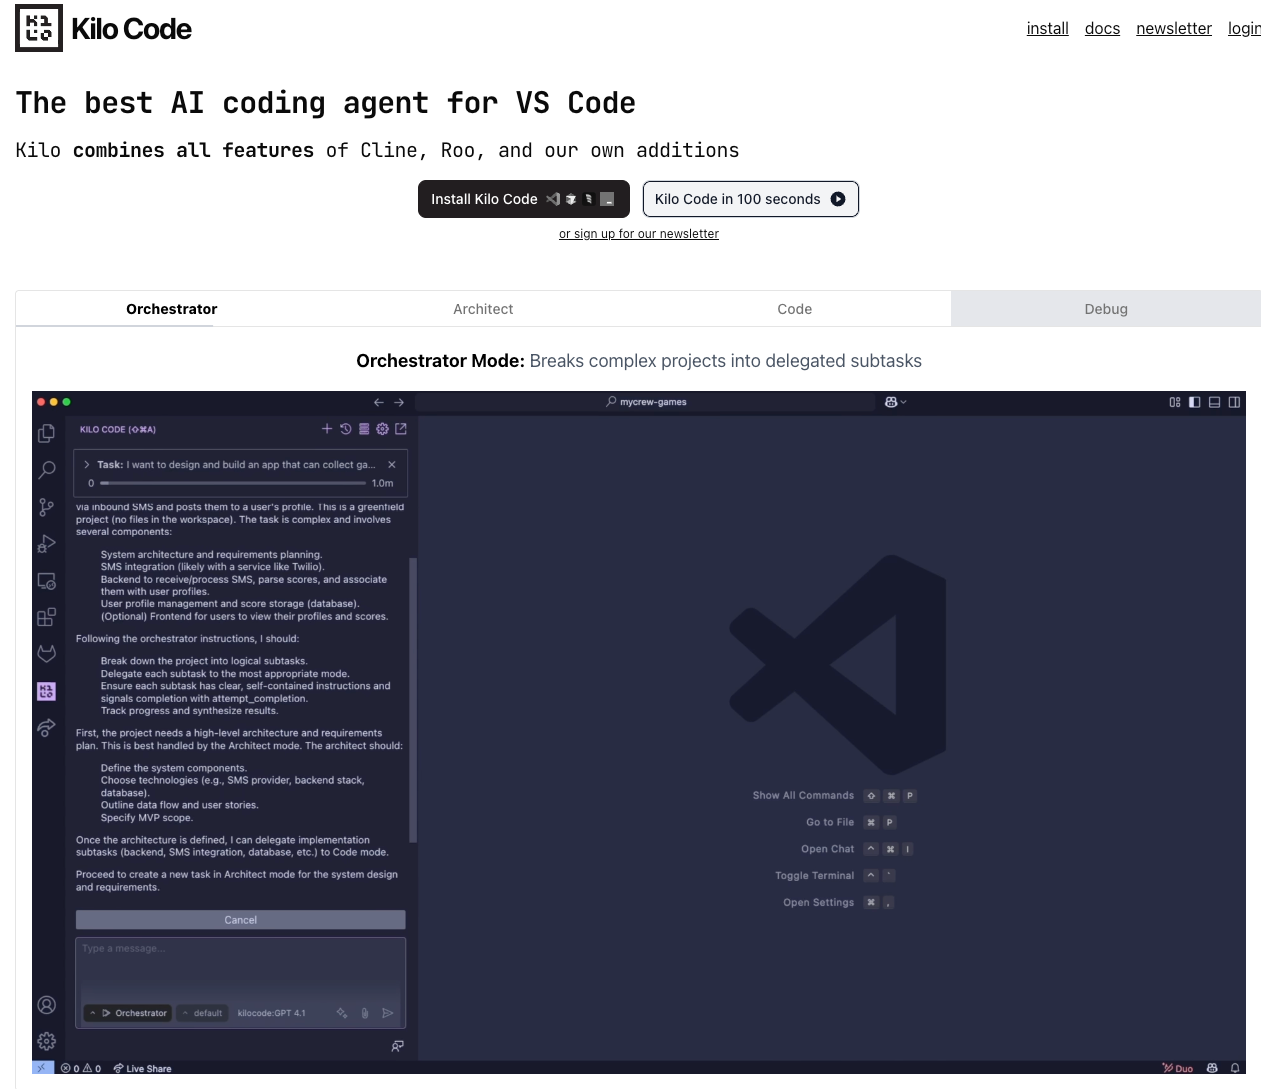 Kilo Code
install docs newsletter login
The best AI coding agent for VS Code
Kilo combines all features of Cline, Roo, and our own additions
Install Kilo Code
Kilo Code in 100 seconds
or sign up for our newsletter
Orchestrator Architect Code Debug
Orchestrator Mode: Breaks complex projects into delegated subtasks
mycrew-games
KILO CODE (⇧⌘A)
Task: I want to design and build an app that can collect ga...
0 1.0m
via inbound SMS and posts them to a user's profile. This is a greenfield
project (no files in the workspace). The task is complex and involves
several components:
System architecture and requirements planning.
SMS integration (likely with a service like Twilio).
Backend to receive/process SMS, parse scores, and associate
them with user profiles.
User profile management and score storage (database).
(Optional) Frontend for users to view their profiles and scores.
Following the orchestrator instructions, I should:
Break down the project into logical subtasks.
Delegate each subtask to the most appropriate mode.
Ensure each subtask has clear, self-contained instructions and
signals completion with attempt_completion.
Track progress and synthesize results.
First, the project needs a high-level architecture and requirements
plan. This is best handled by the Architect mode. The architect should:
Define the system components.
Choose technologies (e.g., SMS provider, backend stack,
database).
Outline data flow and user stories.
Specify MVP scope.
Once the architecture is defined, I can delegate implementation
subtasks (backend, SMS integration, database, etc.) to Code mode.
Proceed to create a new task in Architect mode for the system design
and requirements.
Cancel
Type a message...
Orchestrator default kilocode:GPT 4.1
Show All Commands ⇧ ⌘ P
Go to File ⌘ P
Open Chat ^ ⌘ I
Toggle Terminal ^ `
Open Settings ⌘ ,
0 0 Live Share
Duo